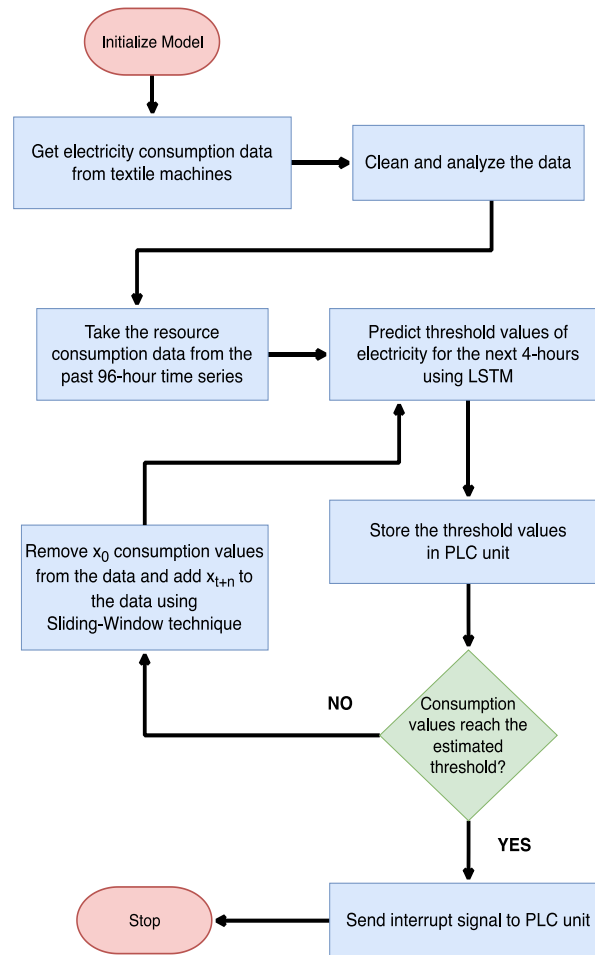 Initialize Model
Get electricity consumption data
from textile machines
Clean and analyze the data
Take the resource
consumption data from the
past 96-hour time series
Predict threshold values of
electricity for the next 4-hours
using LSTM
Remove x₀ consumption values
from the data and add xₜ₊ₙ to
the data using
Sliding-Window technique
Store the threshold values
in PLC unit
NO
Consumption
values reach the
estimated
threshold?
YES
Stop
Send interrupt signal to PLC unit